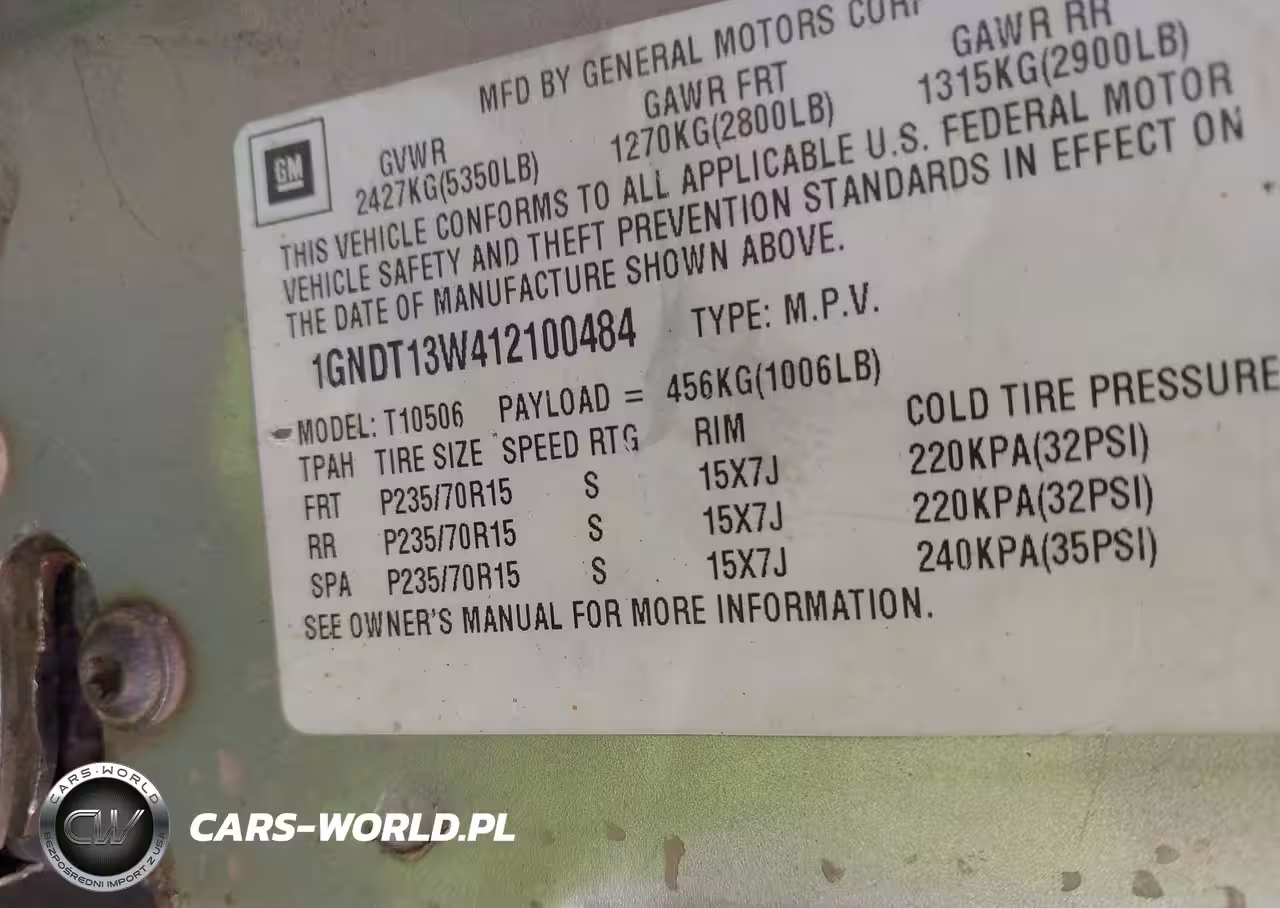 MFD BY GENERAL MOTORS CORP
GVWR GAWR FRT GAWR RR
2427KG(5350LB) 1270KG(2800LB) 1315KG(2900LB)
GM
THIS VEHICLE CONFORMS TO ALL APPLICABLE U.S. FEDERAL MOTOR
VEHICLE SAFETY AND THEFT PREVENTION STANDARDS IN EFFECT ON
THE DATE OF MANUFACTURE SHOWN ABOVE.
1GNDT13W412100484 TYPE: M.P.V.
MODEL: T10506 PAYLOAD = 456KG(1006LB)
TPAH TIRE SIZE SPEED RTG RIM COLD TIRE PRESSURE
FRT P235/70R15 S 15X7J 220KPA(32PSI)
RR P235/70R15 S 15X7J 220KPA(32PSI)
SPA P235/70R15 S 15X7J 240KPA(35PSI)
SEE OWNER'S MANUAL FOR MORE INFORMATION.
CARS-WORLD
CW
BEZPOŚREDNI IMPORT Z USA
CARS-WORLD.PL